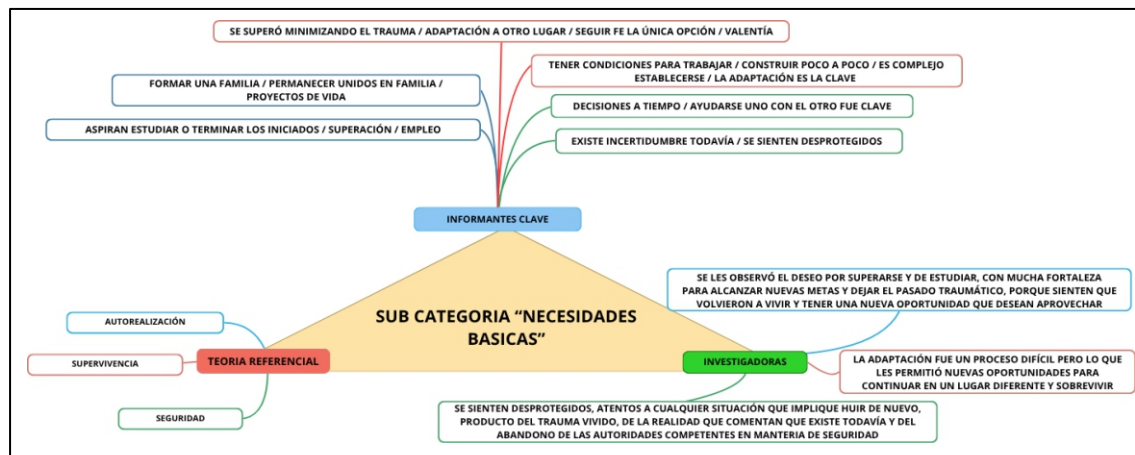 SE SUPERÓ MINIMIZANDO EL TRAUMA / ADAPTACIÓN A OTRO LUGAR / SEGUIR FE LA ÚNICA OPCIÓN / VALENTÍA
TENER CONDICIONES PARA TRABAJAR / CONSTRUIR POCO A POCO / ES COMPLEJO
ESTABLECERSE / LA ADAPTACIÓN ES LA CLAVE
FORMAR UNA FAMILIA / PERMANECER UNIDOS EN FAMILIA /
PROYECTOS DE VIDA
DECISIONES A TIEMPO / AYUDARSE UNO CON EL OTRO FUE CLAVE
ASPIRAN ESTUDIAR O TERMINAR LOS INICIADOS / SUPERACIÓN / EMPLEO
EXISTE INCERTIDUMBRE TODAVÍA / SE SIENTEN DESPROTEGIDOS
INFORMANTES CLAVE
SUB CATEGORIA “NECESIDADES
BASICAS”
AUTOREALIZACIÓN
SUPERVIVENCIA
TEORIA REFERENCIAL
SEGURIDAD
SE LES OBSERVÓ EL DESEO POR SUPERARSE Y DE ESTUDIAR, CON MUCHA FORTALEZA
PARA ALCANZAR NUEVAS METAS Y DEJAR EL PASADO TRAUMÁTICO, PORQUE SIENTEN QUE
VOLVIERON A VIVIR Y TENER UNA NUEVA OPORTUNIDAD QUE DESEAN APROVECHAR
INVESTIGADORAS
LA ADAPTACIÓN FUE UN PROCESO DIFÍCIL PERO LO QUE
LES PERMITIÓ NUEVAS OPORTUNIDADES PARA
CONTINUAR EN UN LUGAR DIFERENTE Y SOBREVIVIR
SE SIENTEN DESPROTEGIDOS, ATENTOS A CUALQUIER SITUACIÓN QUE IMPLIQUE HUIR DE NUEVO,
PRODUCTO DEL TRAUMA VIVIDO, DE LA REALIDAD QUE COMENTAN QUE EXISTE TODAVÍA Y DEL
ABANDONO DE LAS AUTORIDADES COMPETENTES EN MANTERIA DE SEGURIDAD